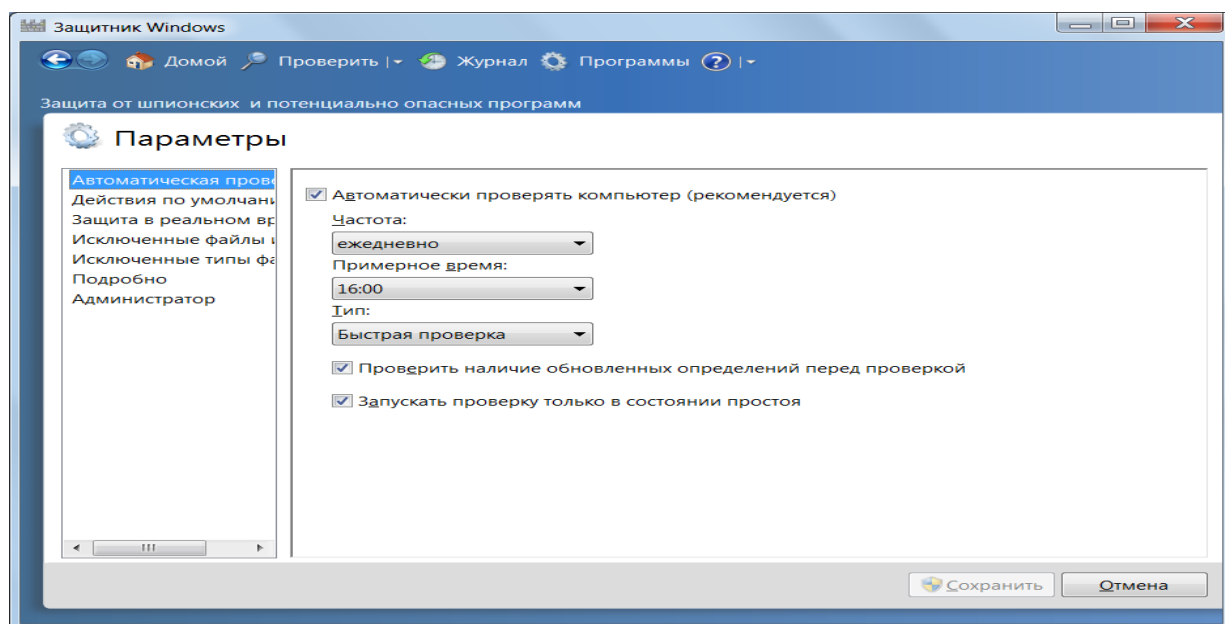 Защитник Windows
Домой Проверить Журнал Программы ?
Защита от шпионских и потенциально опасных программ
Параметры
Автоматическая прове
Действия по умолчани
Защита в реальном вр
Исключенные файлы и
Исключенные типы фа
Подробно
Администратор
Автоматически проверять компьютер (рекомендуется)
Частота:
ежедневно
Примерное время:
16:00
Тип:
Быстрая проверка
Проверить наличие обновленных определений перед проверкой
Запускать проверку только в состоянии простоя
Сохранить
Отмена